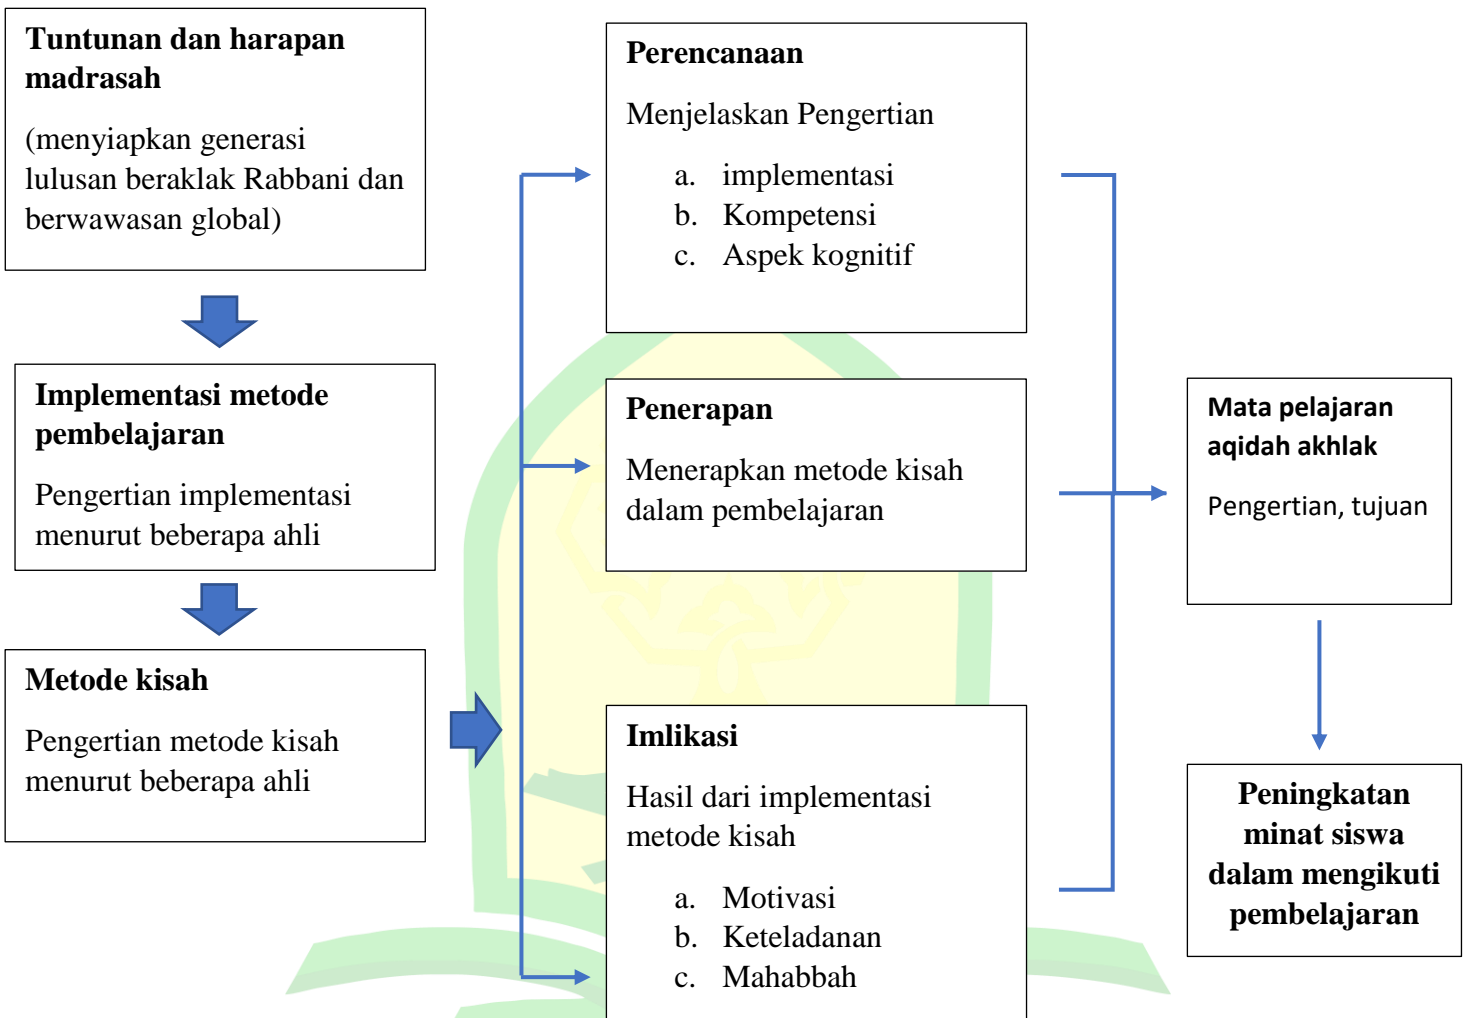 Tuntunan dan harapan
madrasah
(menyiapkan generasi
lulusan beraklak Rabbani dan
berwawasan global)
Implementasi metode
pembelajaran
Pengertian implementasi
menurut beberapa ahli
Metode kisah
Pengertian metode kisah
menurut beberapa ahli
Perencanaan
Menjelaskan Pengertian
a. implementasi
b. Kompetensi
c. Aspek kognitif
Penerapan
Menerapkan metode kisah
dalam pembelajaran
Imlikasi
Hasil dari implementasi
metode kisah
a. Motivasi
b. Keteladanan
c. Mahabbah
Mata pelajaran
aqidah akhlak
Pengertian, tujuan
Peningkatan
minat siswa
dalam mengikuti
pembelajaran